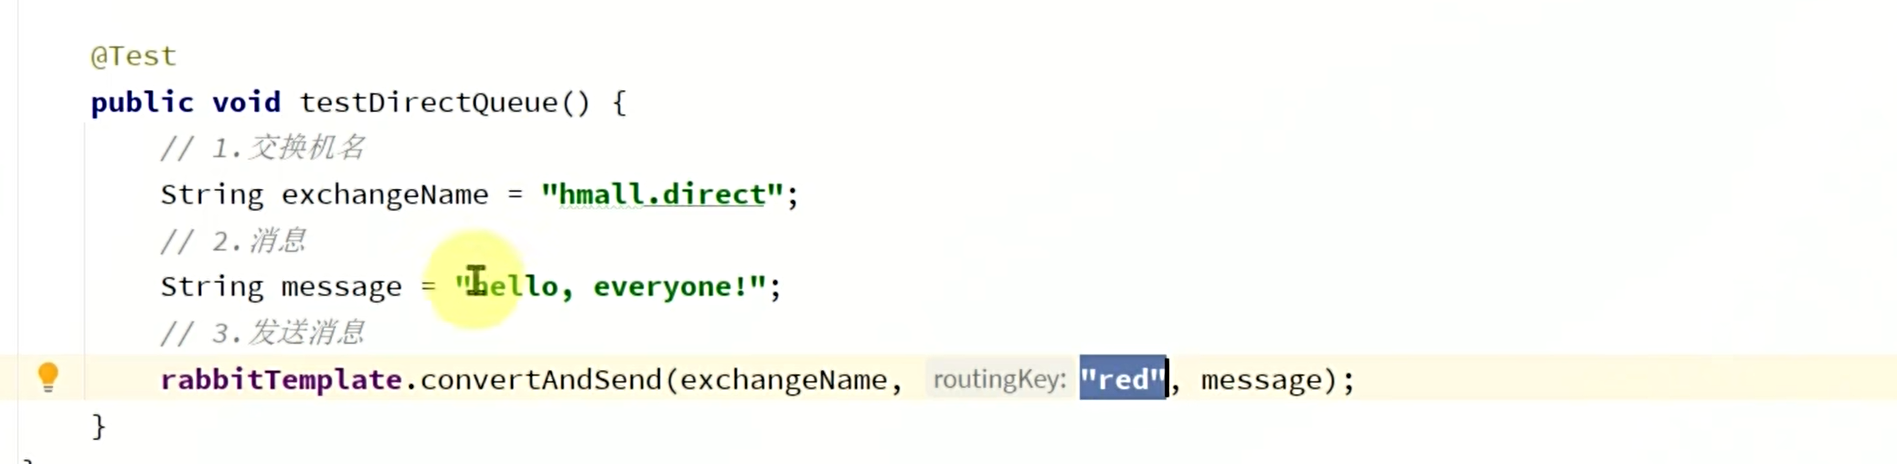 @Test
public void testDirectQueue() {
// 1.交换机名
String exchangeName = "hmall.direct";
// 2.消息
String message = "hello, everyone!";
// 3.发送消息
rabbitTemplate.convertAndSend(exchangeName, routingKey: "red", message);
}